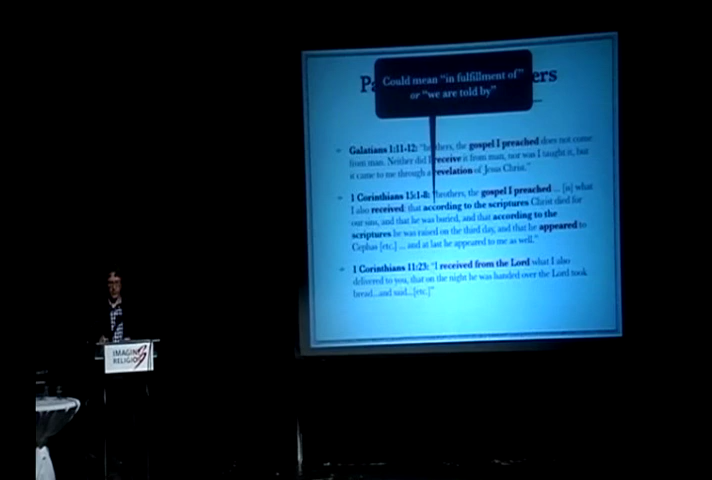 Could mean "in fulfillment of"
or "we are told by"
ers
Galatians 1:11-12: "brothers, the gospel I preached does not come
from man. Neither did I receive it from man, nor was I taught it, but
it came to me through a revelation of Jesus Christ."
1 Corinthians 15:1-8: "brothers, the gospel I preached ... [is] what
I also received: that according to the scriptures Christ died for
our sins, and that he was buried, and that according to the
scriptures he was raised on the third day, and that he appeared to
Cephas [etc.] ... and at last he appeared to me as well."
1 Corinthians 11:23: "I received from the Lord what I also
delivered to you, that on the night he was handed over the Lord took
bread...and said...[etc.]"
IMAGINE
RELIGION